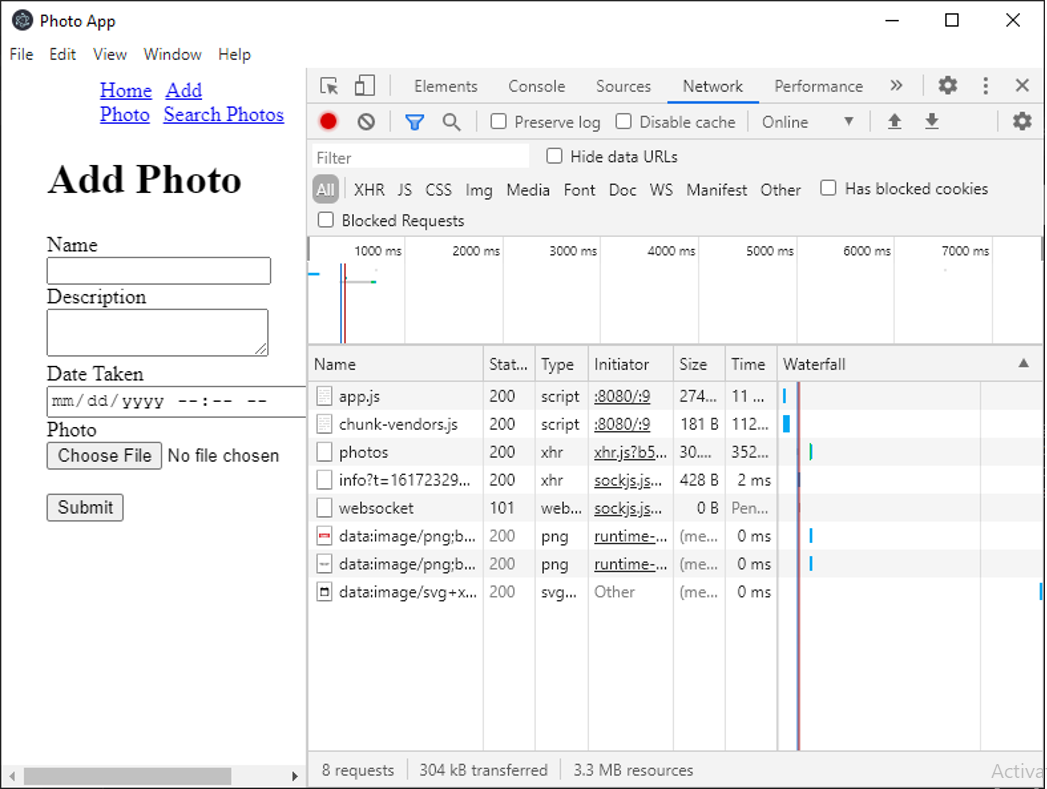 Photo App
File Edit View Window Help
Home Add
Photo Search Photos
Add Photo
Name
Description
Date Taken
mm/dd/yyyy --:-- --
Photo
Choose File No file chosen
Submit
Elements Console Sources Network Performance »
Preserve log Disable cache Online ▼
Filter Hide data URLs
All XHR JS CSS Img Media Font Doc WS Manifest Other Has blocked cookies
Blocked Requests
1000 ms 2000 ms 3000 ms 4000 ms 5000 ms 6000 ms 7000 ms
Name Stat... Type Initiator Size Time Waterfall ▲
app.js 200 script :8080/:9 274... 11 ...
chunk-vendors.js 200 script :8080/:9 181 B 112...
photos 200 xhr xhr.js?b5... 30.... 352...
info?t=16172329... 200 xhr sockjs.js... 428 B 2 ms
websocket 101 web... sockjs.js... 0 B Pen...
data:image/png;b... 200 png runtime-... (me... 0 ms
data:image/png;b... 200 png runtime-... (me... 0 ms
data:image/svg+x... 200 svg... Other (me... 0 ms
8 requests 304 kB transferred 3.3 MB resources
Activa